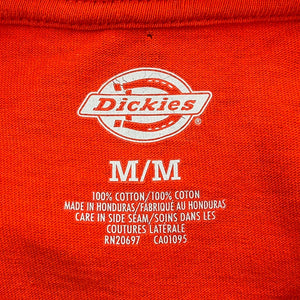 Dickies®
M/M
100% COTTON/100% COTON
MADE IN HONDURAS/FABRIQUÉ AU HONDURAS
CARE IN SIDE SEAM/SOINS DANS LES
COUTURES LATÉRALE
RN20697 CA01095